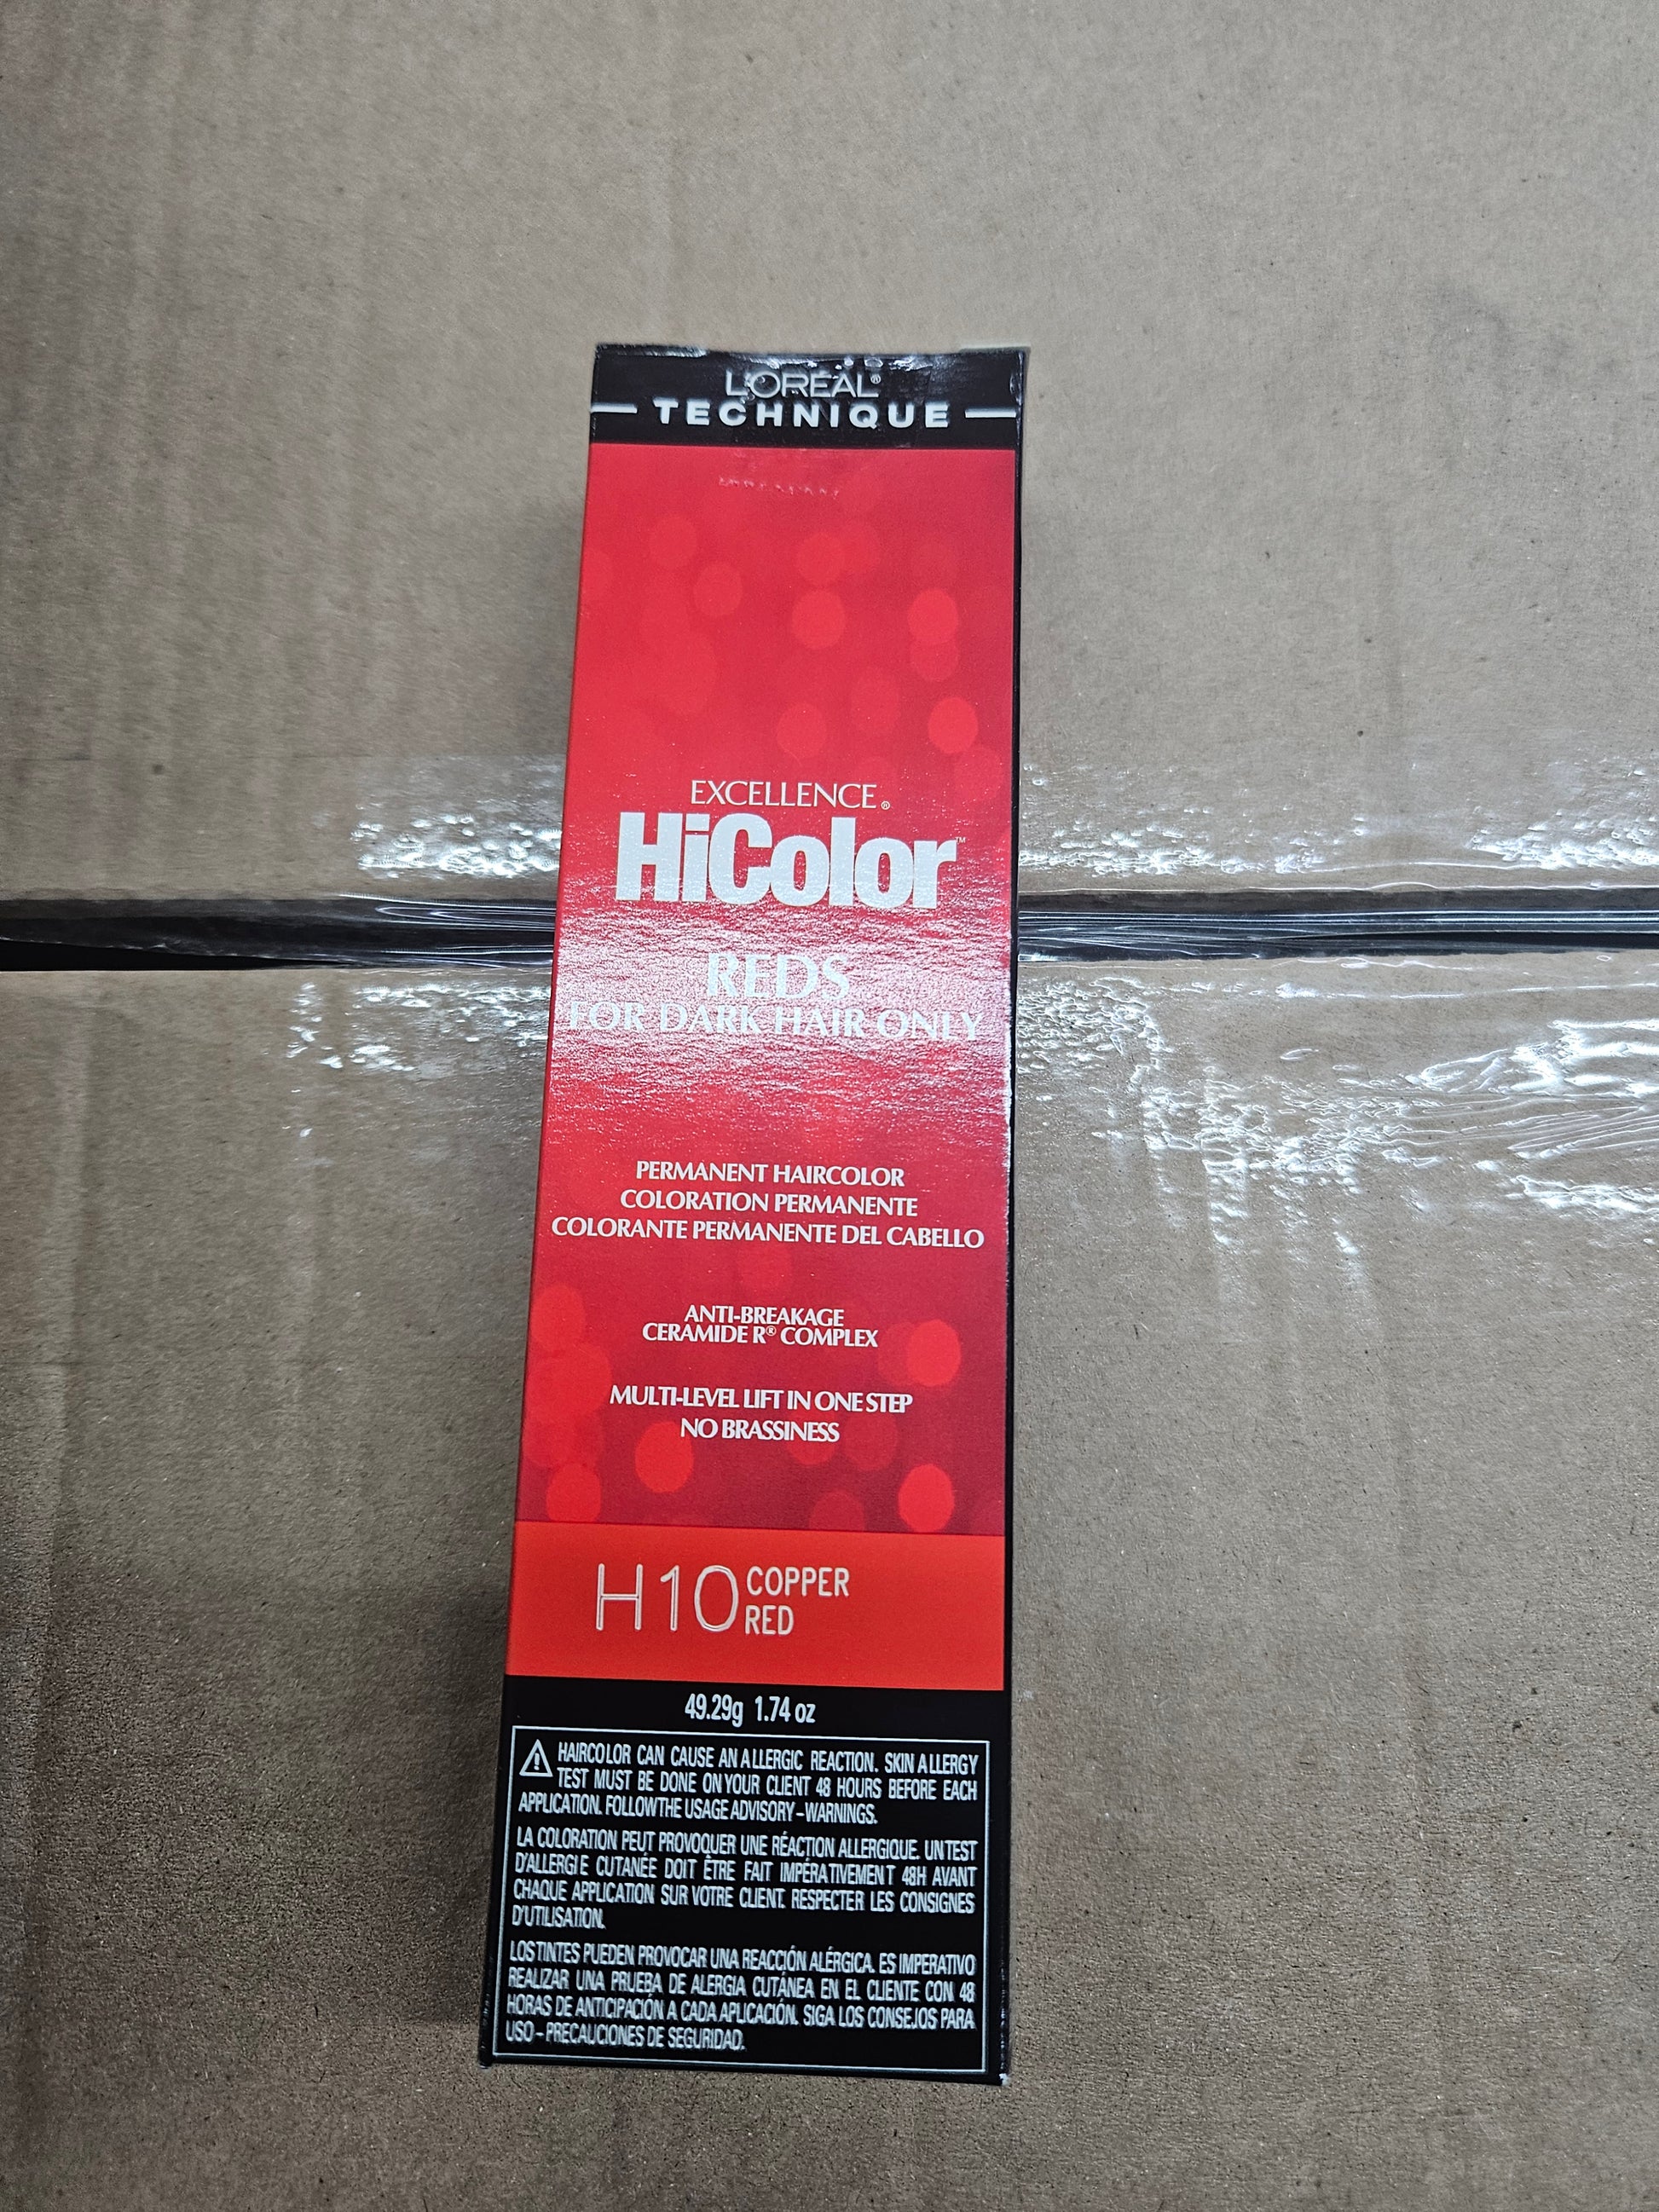 L'ORÉAL®
TECHNIQUE
EXCELLENCE®
HiColor™
REDS
FOR DARK HAIR ONLY
PERMANENT HAIRCOLOR
COLORATION PERMANENTE
COLORANTE PERMANENTE DEL CABELLO
ANTI-BREAKAGE
CERAMIDE R® COMPLEX
MULTI-LEVEL LIFT IN ONE STEP
NO BRASSINESS
H10 COPPER
RED
49.29g 1.74 oz
HAIRCOLOR CAN CAUSE AN ALLERGIC REACTION. SKIN ALLERGY
TEST MUST BE DONE ON YOUR CLIENT 48 HOURS BEFORE EACH
APPLICATION. FOLLOW THE USAGE ADVISORY – WARNINGS.
LA COLORATION PEUT PROVOQUER UNE RÉACTION ALLERGIQUE. UN TEST
D'ALLERGIE CUTANÉE DOIT ÊTRE FAIT IMPÉRATIVEMENT 48H AVANT
CHAQUE APPLICATION SUR VOTRE CLIENT. RESPECTER LES CONSIGNES
D'UTILISATION.
LOS TINTES PUEDEN PROVOCAR UNA REACCIÓN ALÉRGICA. ES IMPERATIVO
REALIZAR UNA PRUEBA DE ALERGIA CUTÁNEA EN EL CLIENTE CON 48
HORAS DE ANTICIPACIÓN A CADA APLICACIÓN. SIGA LOS CONSEJOS PARA
USO – PRECAUCIONES DE SEGURIDAD.